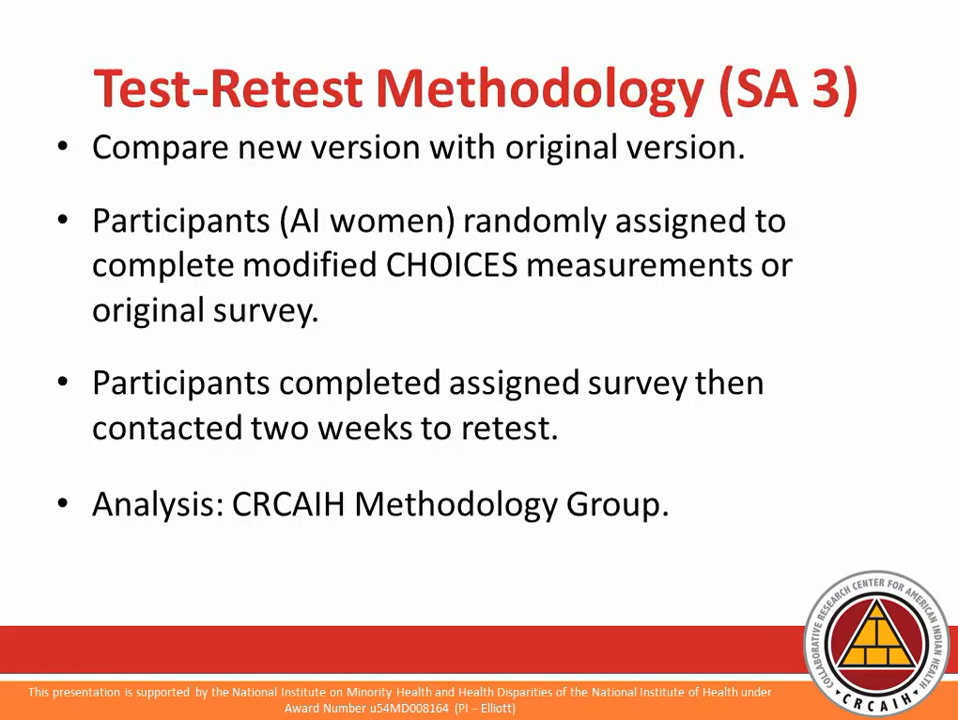 Test-Retest Methodology (SA 3)
• Compare new version with original version.
• Participants (AI women) randomly assigned to
complete modified CHOICES measurements or
original survey.
• Participants completed assigned survey then
contacted two weeks to retest.
• Analysis: CRCAIH Methodology Group.
COLLABORATIVE RESEARCH CENTER FOR AMERICAN INDIAN HEALTH
CRCAIH
This presentation is supported by the National Institute on Minority Health and Health Disparities of the National Institute of Health under
Award Number u54MD008164 (PI – Elliott)